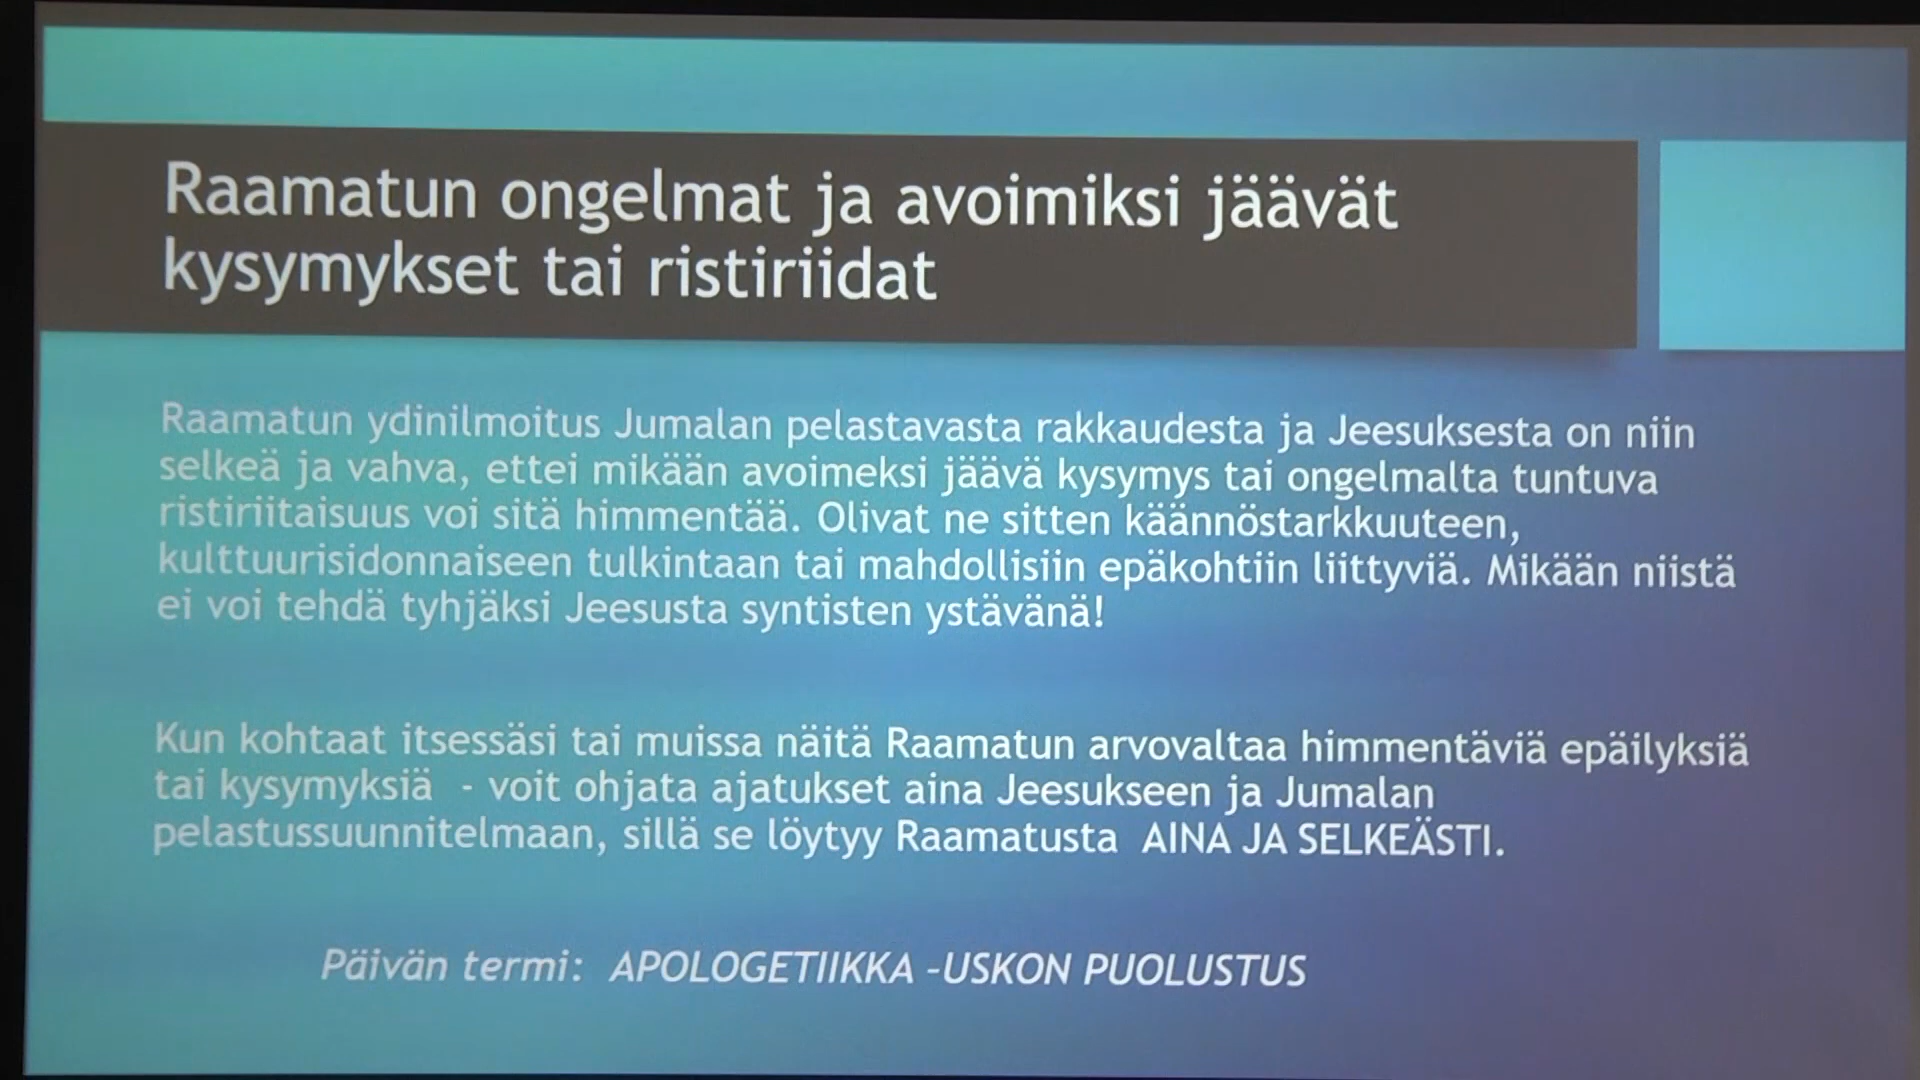 Raamatun ongelmat ja avoimiksi jäävät
kysymykset tai ristiriidat
Raamatun ydinilmoitus Jumalan pelastavasta rakkaudesta ja Jeesuksesta on niin
selkeä ja vahva, ettei mikään avoimeksi jäävä kysymys tai ongelmalta tuntuva
ristiriitaisuus voi sitä himmentää. Olivat ne sitten käännöstarkkuuteen,
kulttuurisidonnaiseen tulkintaan tai mahdollisiin epäkohtiin liittyviä. Mikään niistä
ei voi tehdä tyhjäksi Jeesusta syntisten ystävänä!
Kun kohtaat itsessäsi tai muissa näitä Raamatun arvovaltaa himmentäviä epäilyksiä
tai kysymyksiä - voit ohjata ajatukset aina Jeesukseen ja Jumalan
pelastussuunnitelmaan, sillä se löytyy Raamatusta AINA JA SELKEÄSTI.
Päivän termi: APOLOGETIIKKA –USKON PUOLUSTUS